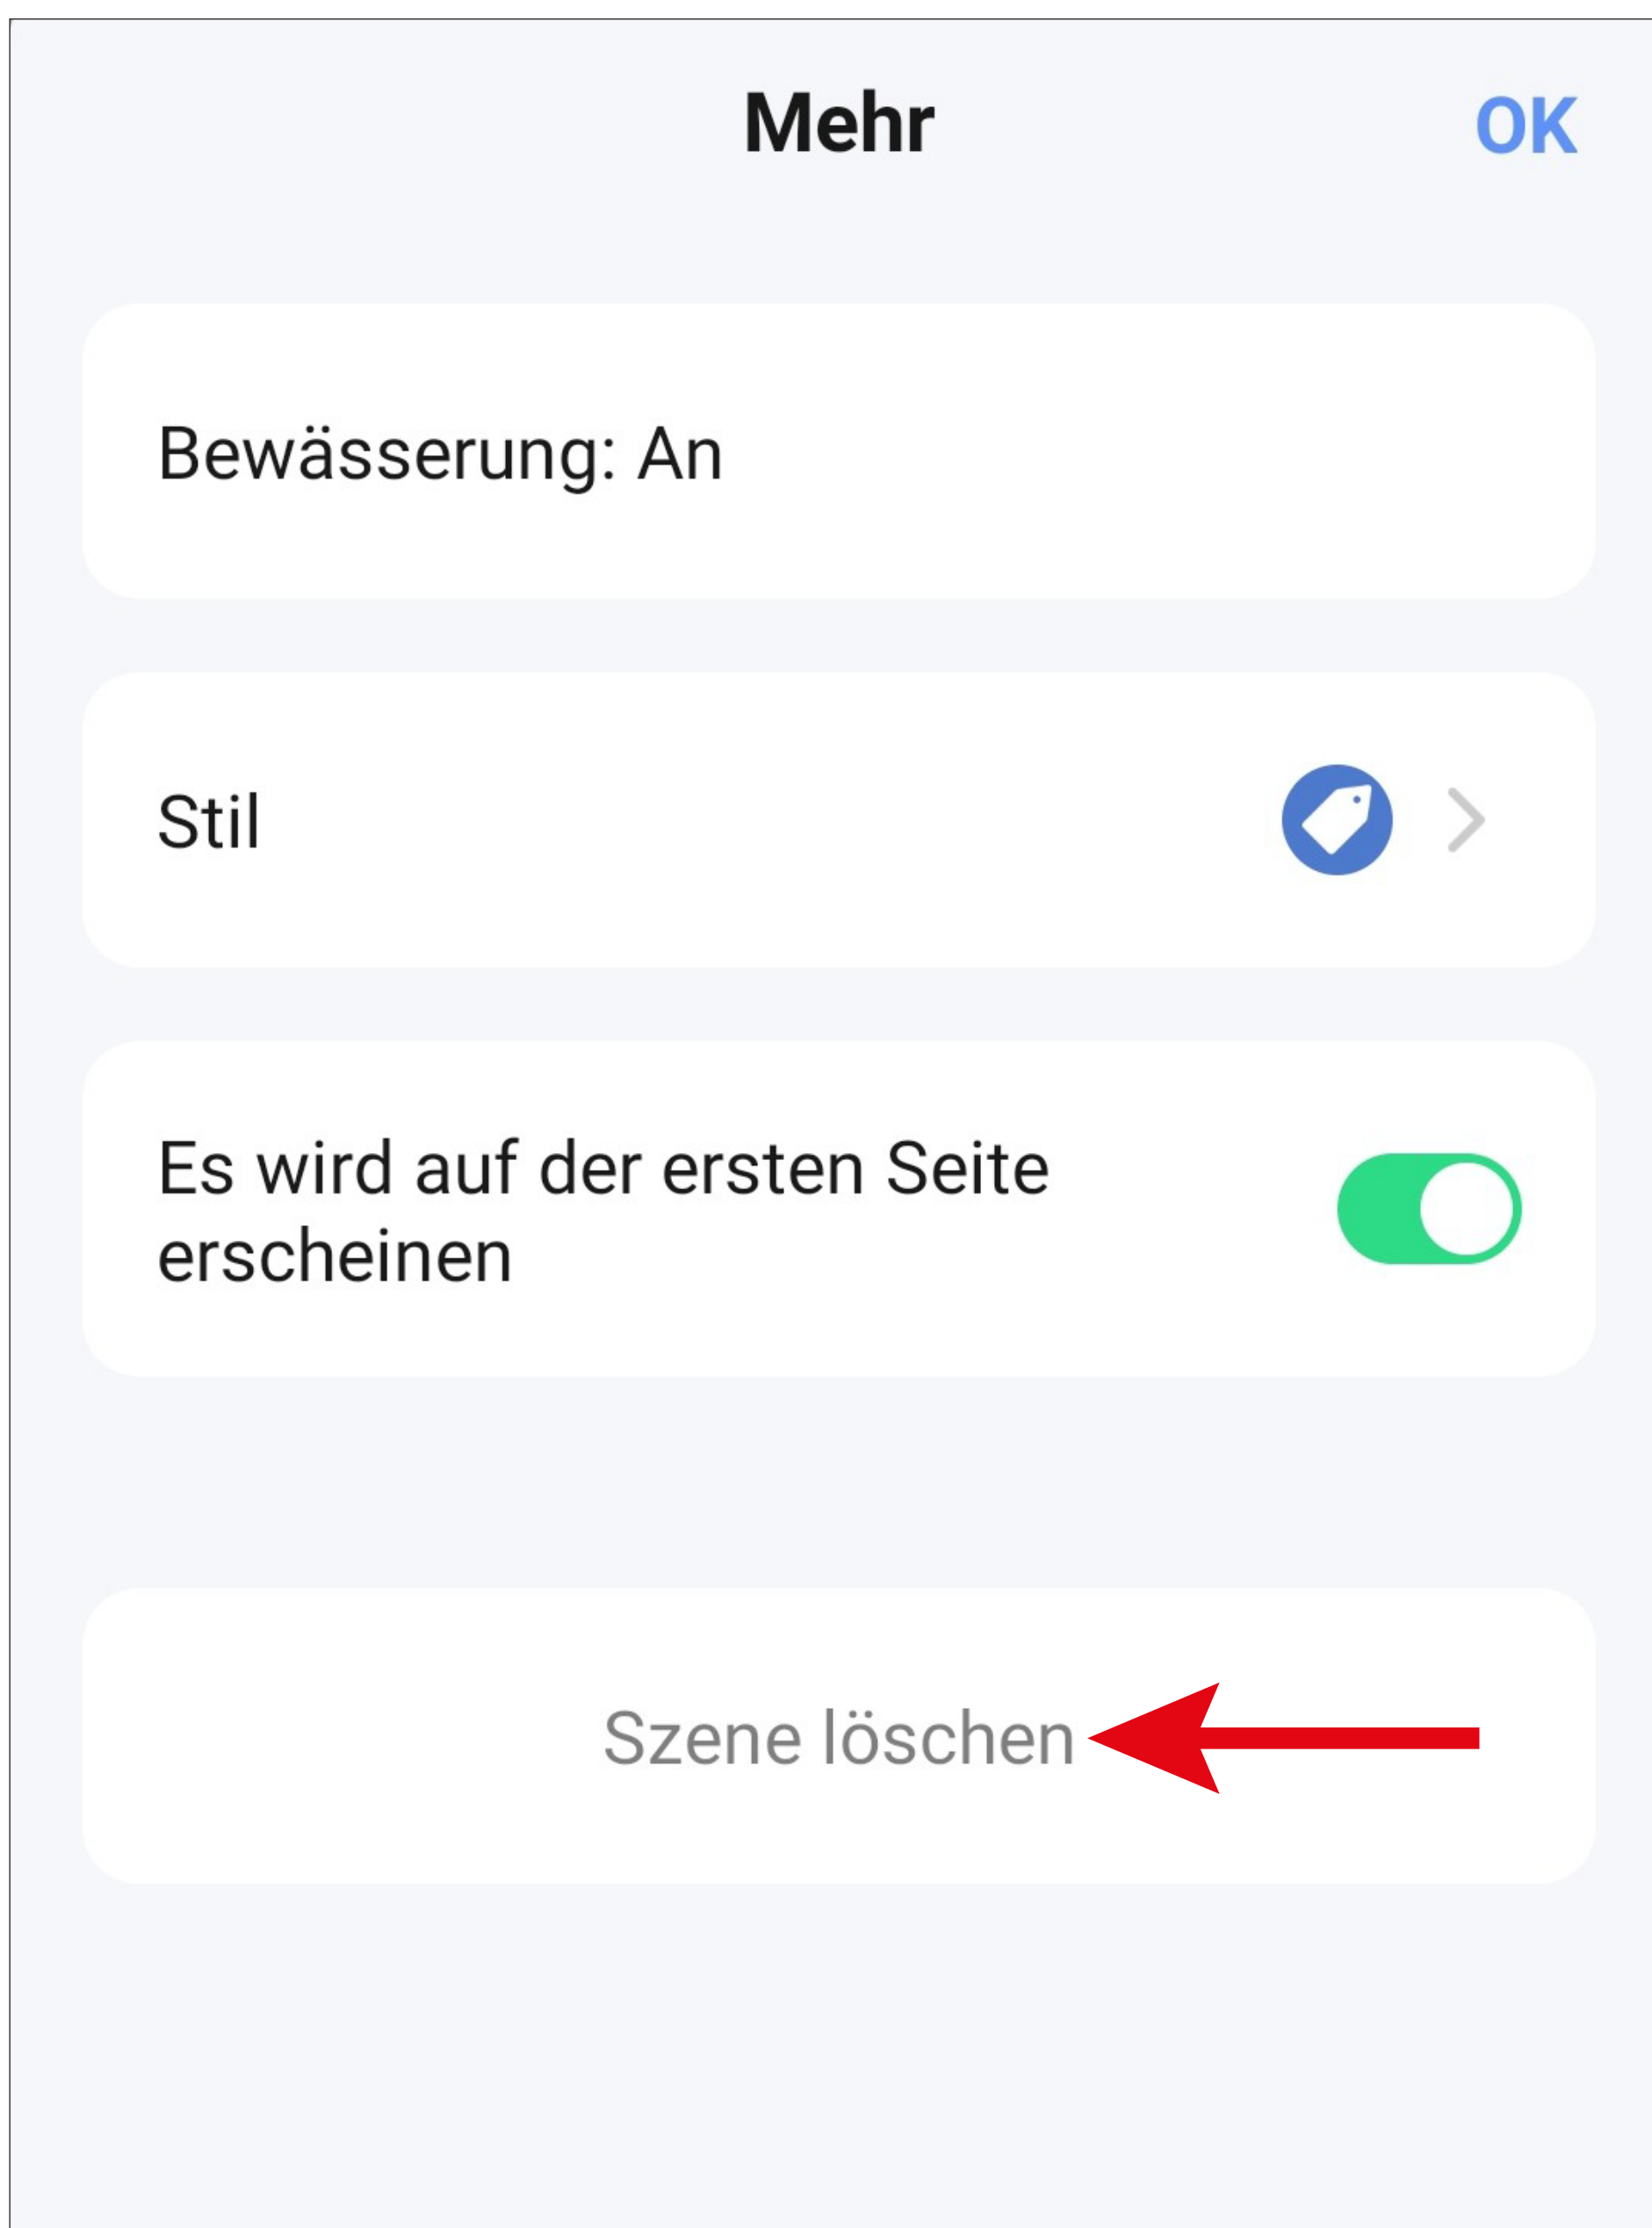 Mehr
OK
Bewässerung: An
Stil
Es wird auf der ersten Seite
erscheinen
Szene löschen